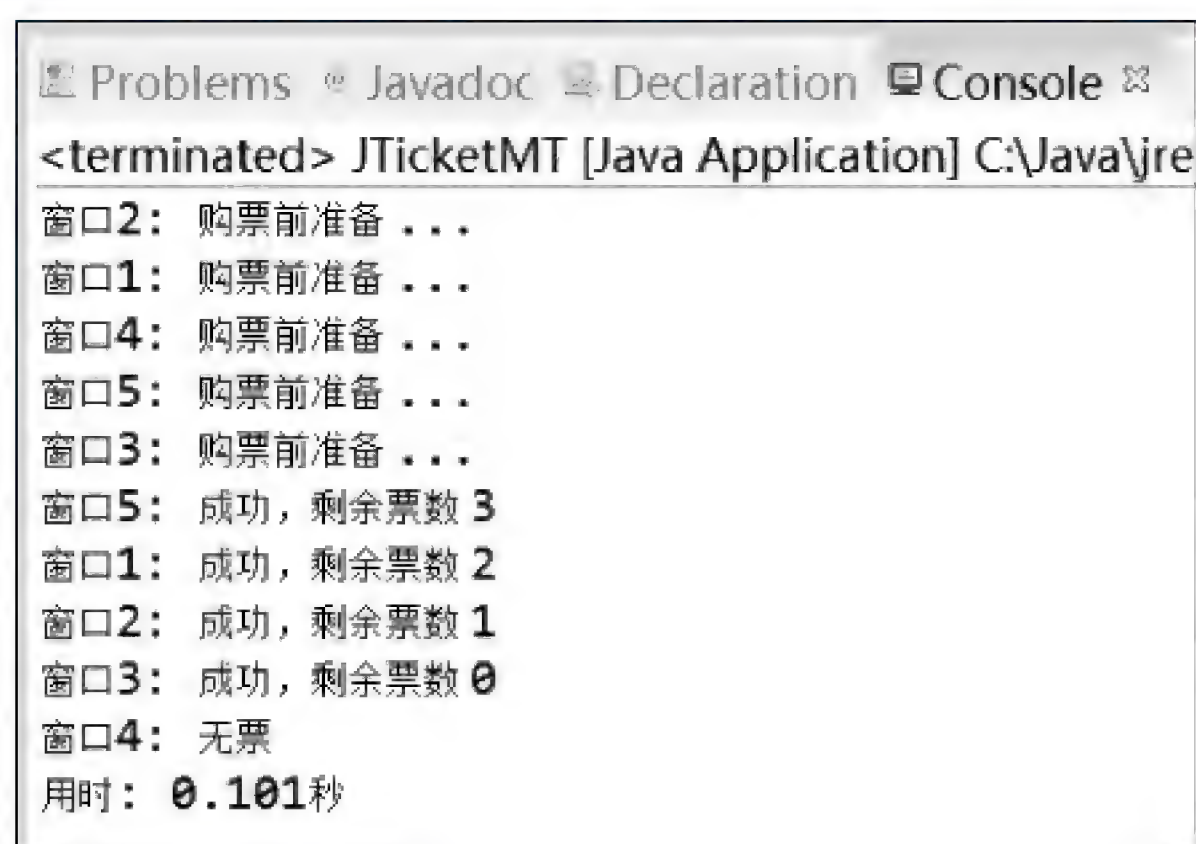 Problems Javadoc Declaration Console
<terminated> JTicketMT [Java Application] C:\Java\jre
窗口2: 购票前准备 ...
窗口1: 购票前准备 ...
窗口4: 购票前准备 ...
窗口5: 购票前准备 ...
窗口3: 购票前准备 ...
窗口5: 成功，剩余票数 3
窗口1: 成功，剩余票数 2
窗口2: 成功，剩余票数 1
窗口3: 成功，剩余票数 0
窗口4: 无票
用时: 0.101秒